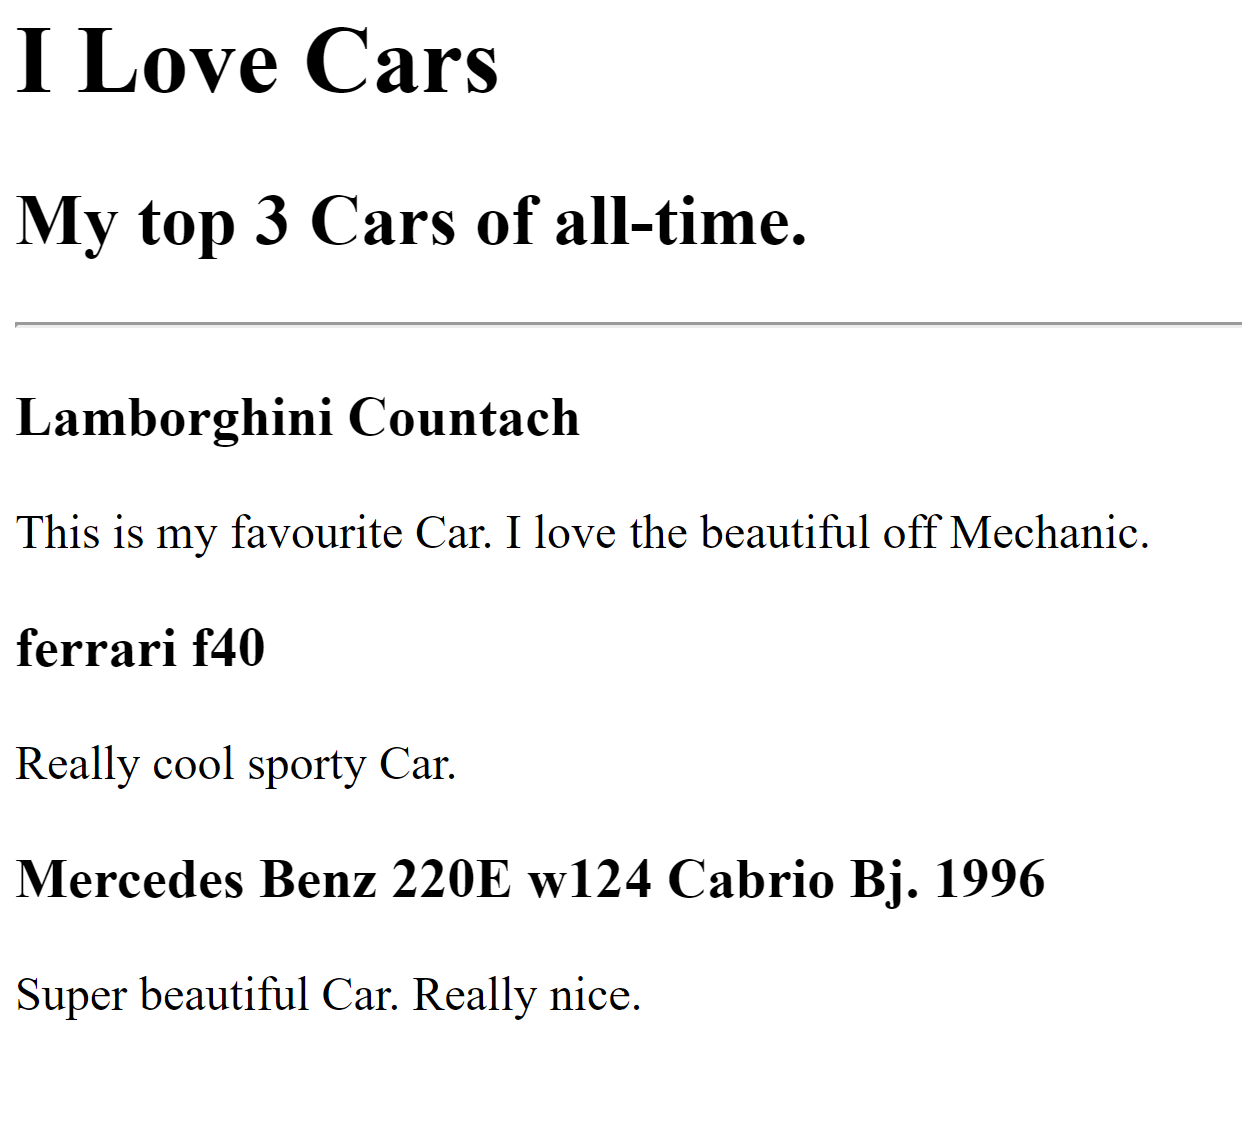 I Love Cars
My top 3 Cars of all-time.
Lamborghini Countach
This is my favourite Car. I love the beautiful off Mechanic.
ferrari f40
Really cool sporty Car.
Mercedes Benz 220E w124 Cabrio Bj. 1996
Super beautiful Car. Really nice.